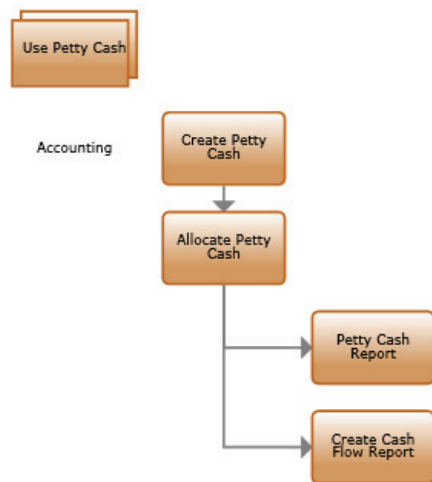 Use Petty Cash
Accounting
Create Petty
Cash
Allocate Petty
Cash
Petty Cash
Report
Create Cash
Flow Report